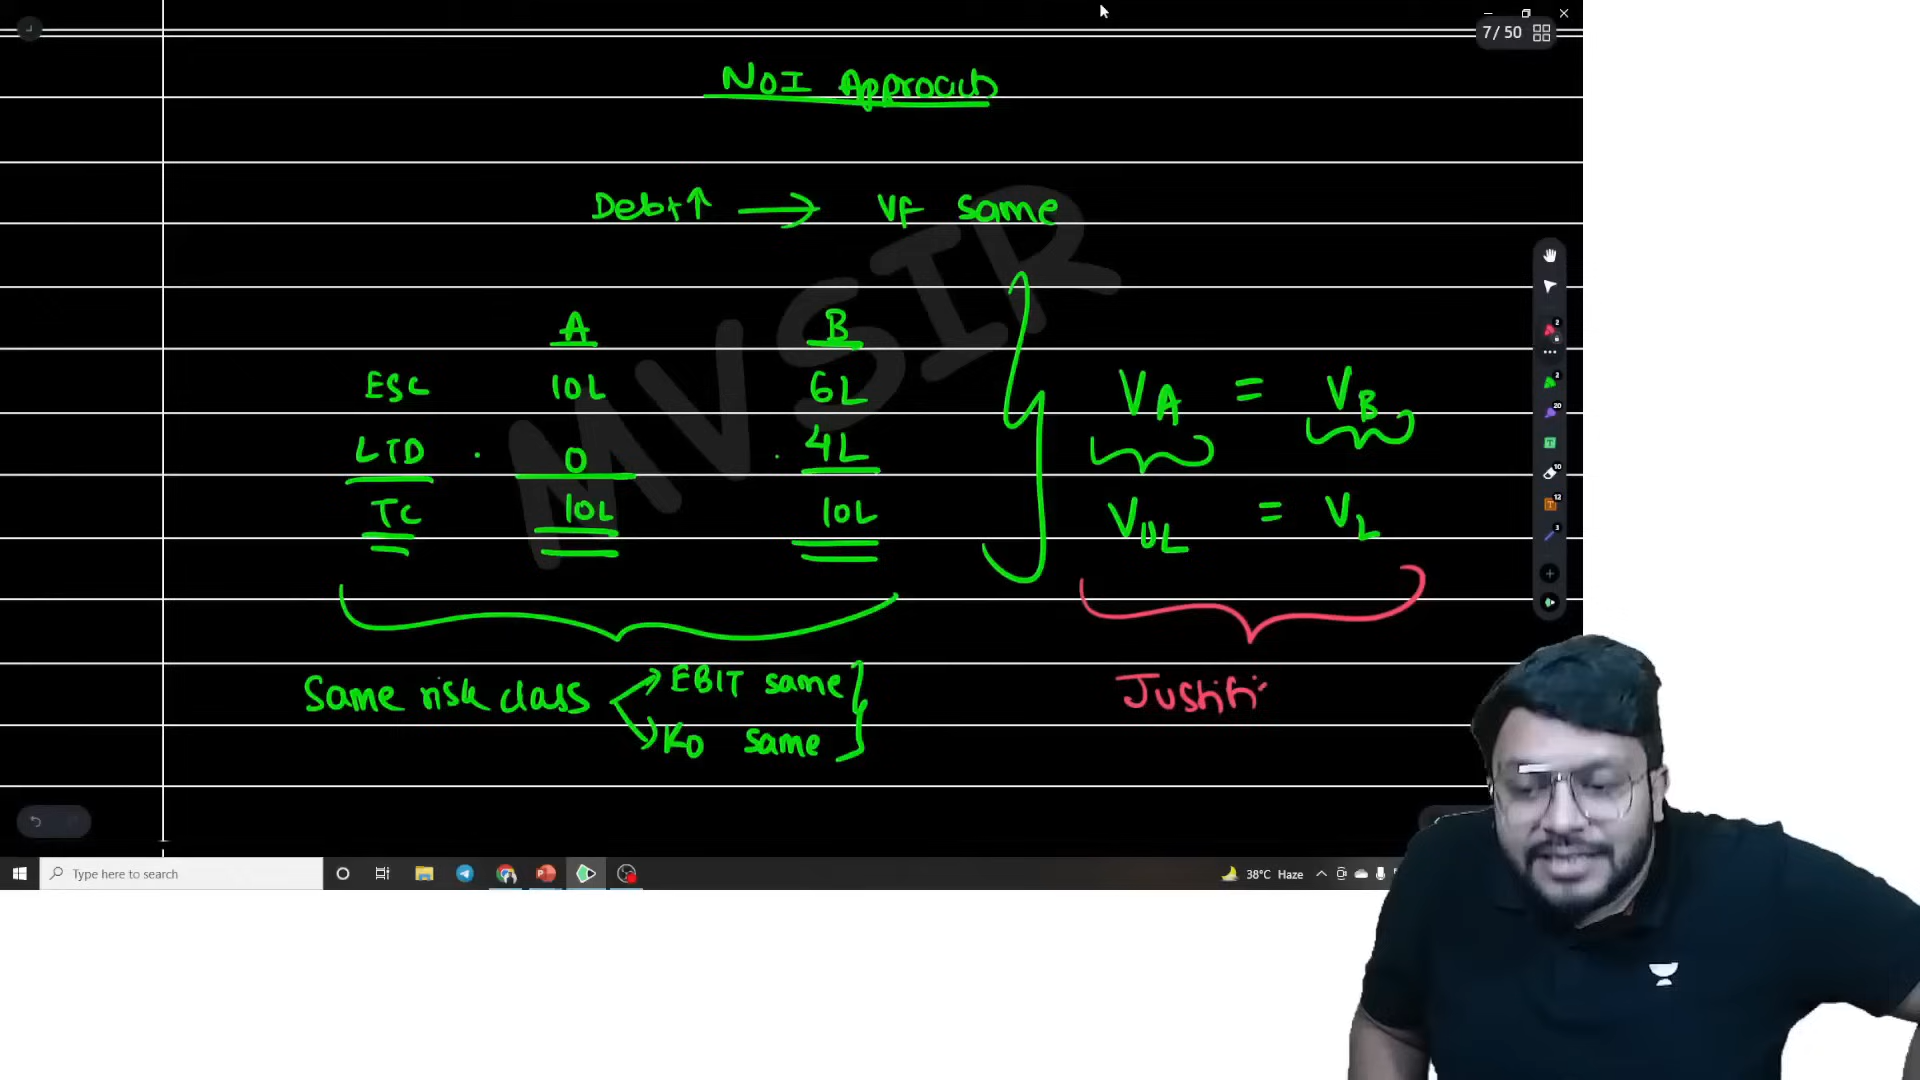 7/50
NOI Approach
Debt↑ → VF same
A B
ESC 10L 6L
LTD 0 4L
TC 10L 10L
VA = VB
VUL = VL
Same risk class
EBIT same
KO same
Justifi
MVSIR
Type here to search
38°C Haze